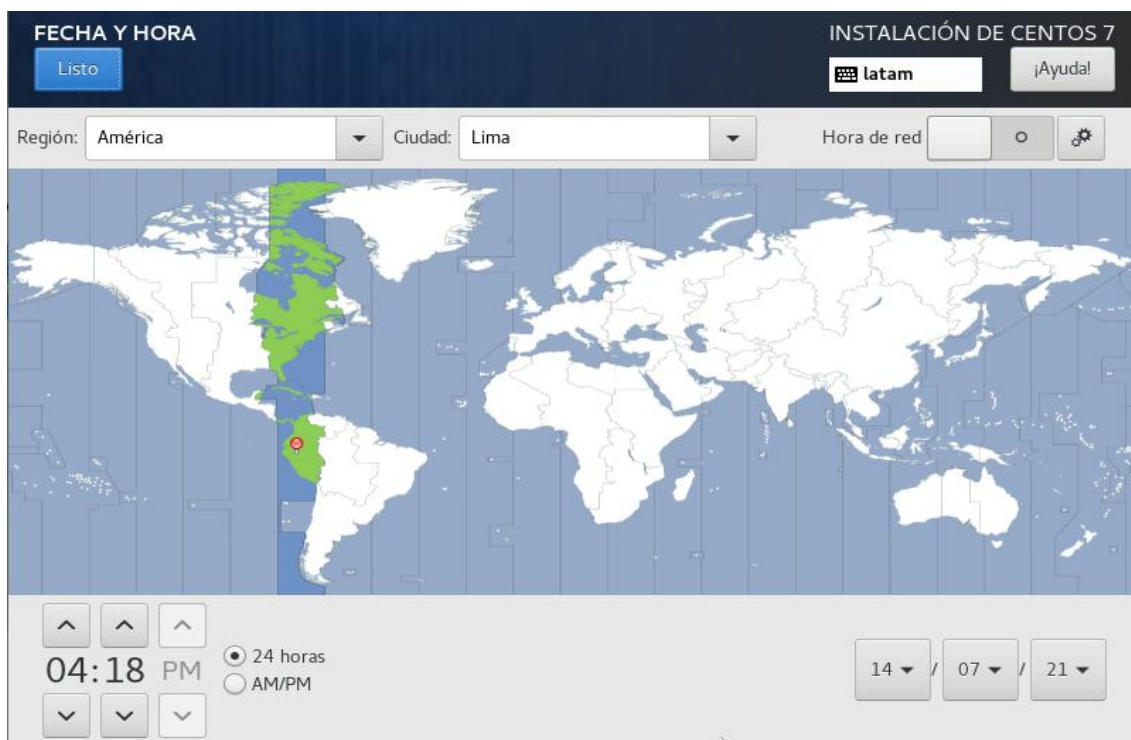 FECHA Y HORA
INSTALACIÓN DE CENTOS 7
Listo
latam
¡Ayuda!
Región: América Ciudad: Lima Hora de red
04:18 PM
24 horas
AM/PM
14 / 07 / 21